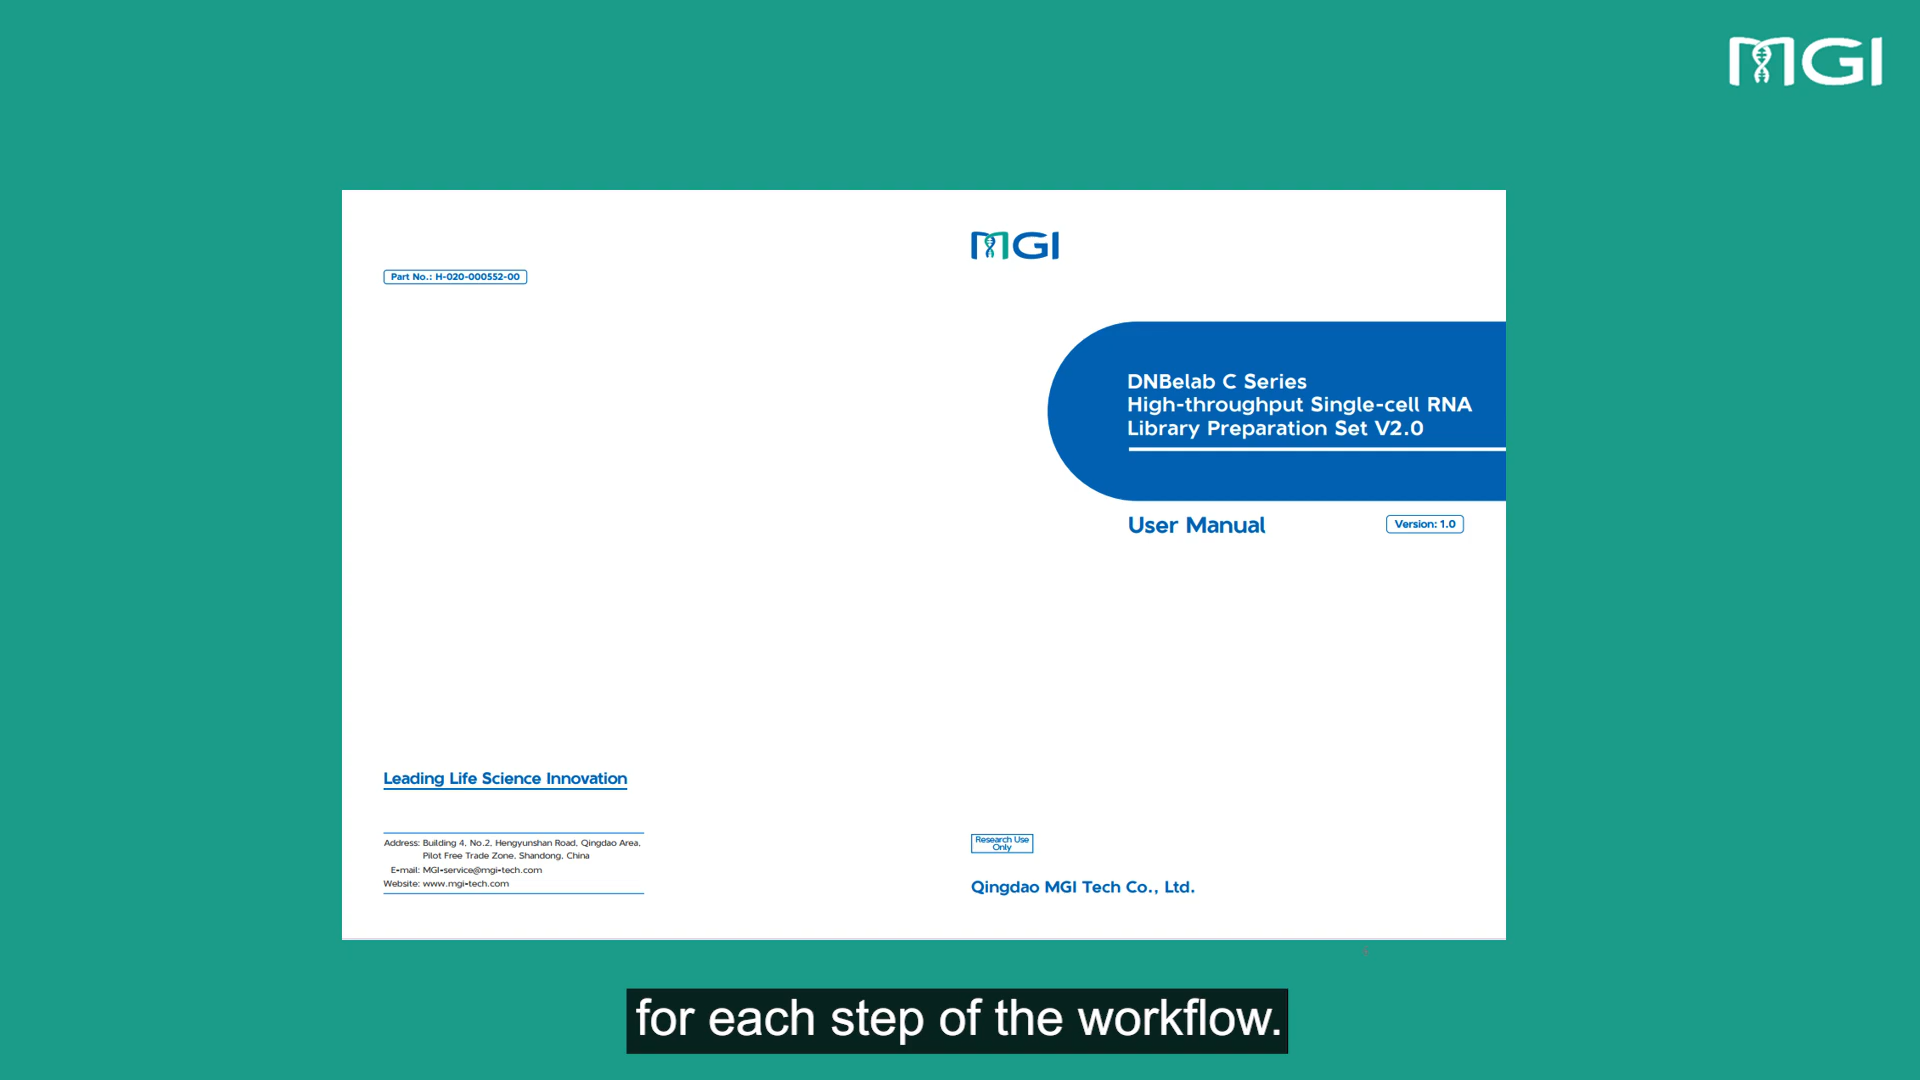 MGI
Part No.: H-020-000552-00
Leading Life Science Innovation
Address: Building 4, No.2, Hengyunshan Road, Qingdao Area,
Pilot Free Trade Zone, Shandong, China
E-mail: MGI-service@mgi-tech.com
Website: www.mgi-tech.com
MGI
DNBelab C Series
High-throughput Single-cell RNA
Library Preparation Set V2.0
User Manual
Version: 1.0
Research Use
Only
Qingdao MGI Tech Co., Ltd.
for each step of the workflow.